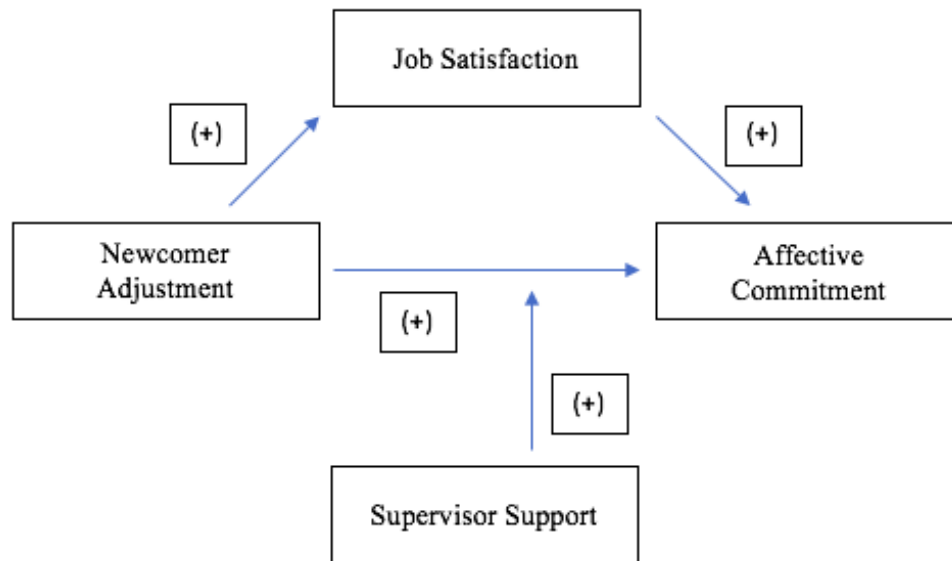 Job Satisfaction
(+)
(+)
Newcomer
Adjustment
Affective
Commitment
(+)
(+)
Supervisor Support